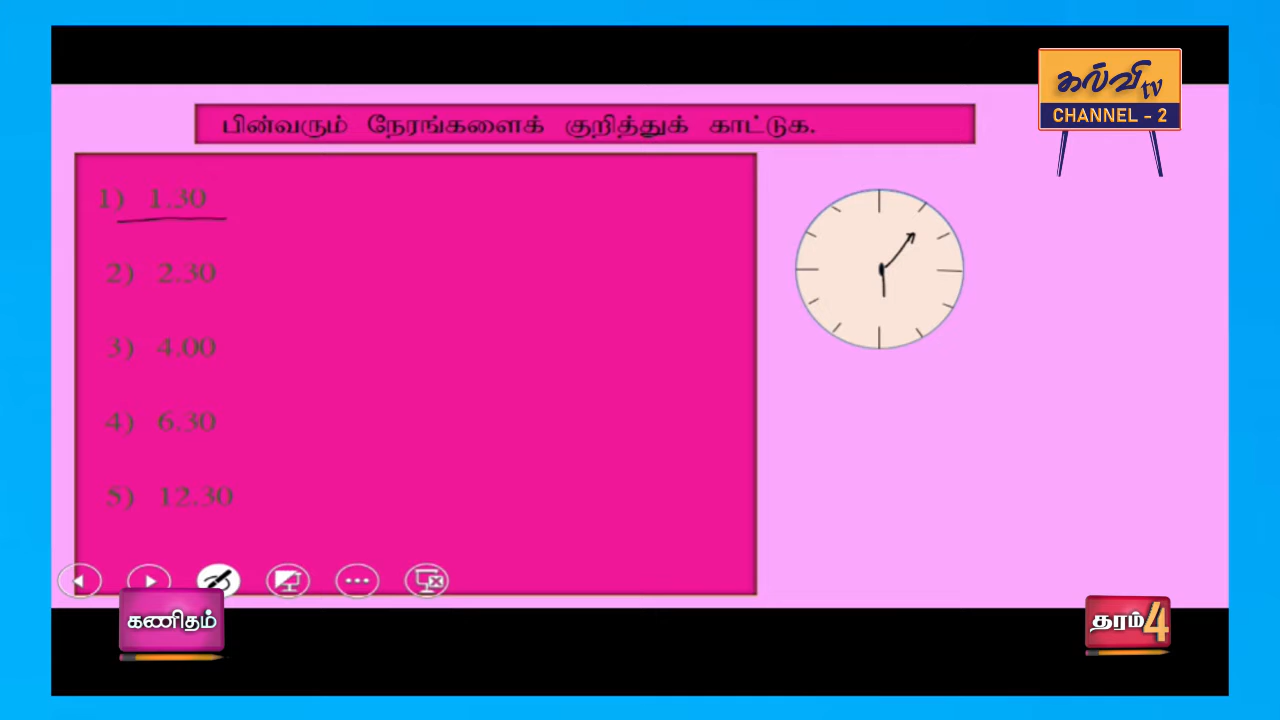 கல்வி tv
CHANNEL - 2
பின்வரும் நேரங்களைக் குறித்துக் காட்டுக.
1) 1.30
2) 2.30
3) 4.00
4) 6.30
5) 12.30
கணிதம்
தரம் 4